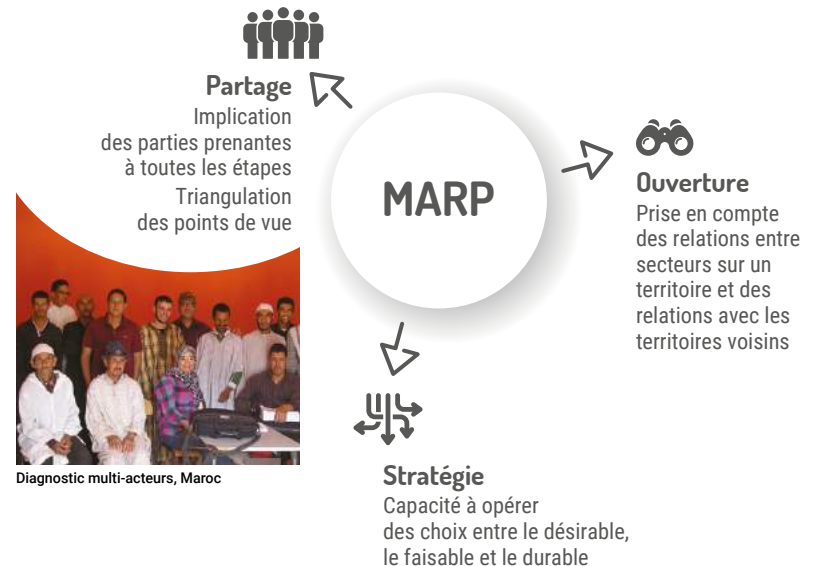 Partage
Implication
des parties prenantes
à toutes les étapes
Triangulation
des points de vue
MARP
Ouverture
Prise en compte
des relations entre
secteurs sur un
territoire et des
relations avec les
territoires voisins
Diagnostic multi-acteurs, Maroc
Stratégie
Capacité à opérer
des choix entre le désirable,
le faisable et le durable